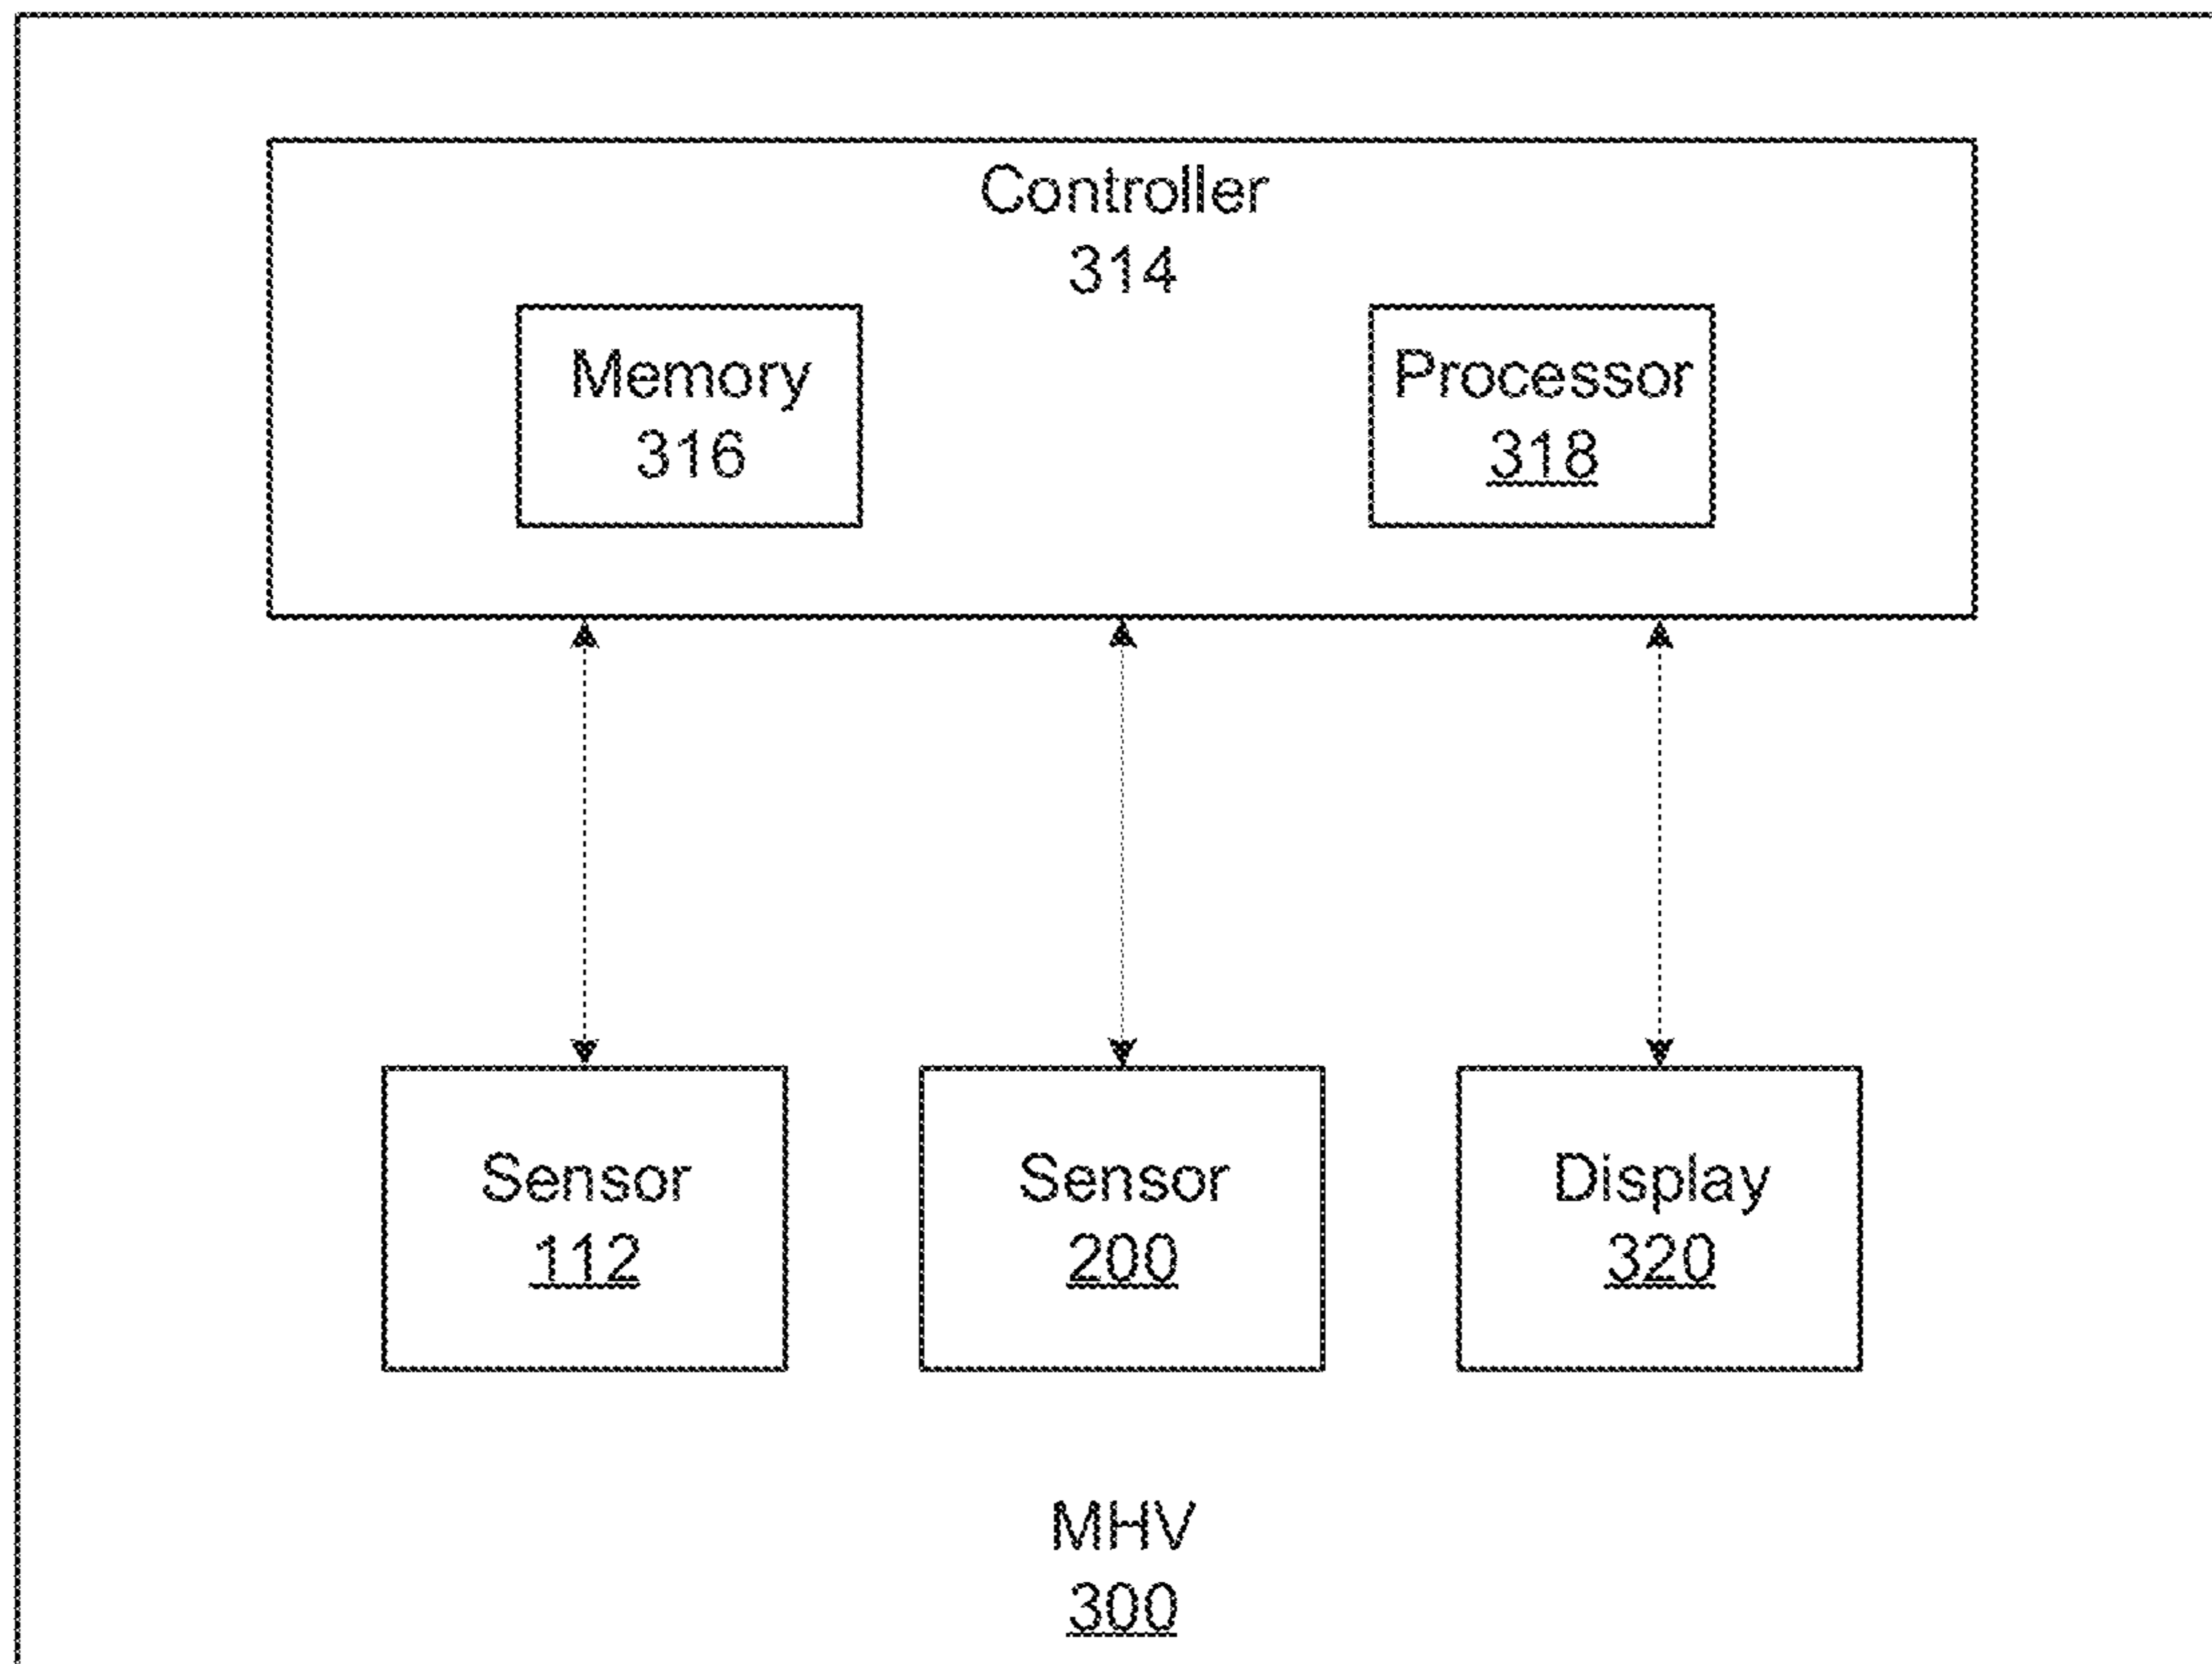 Controller
314
Memory
316
Processor
318
Sensor
112
Sensor
200
Display
320
MHV
300